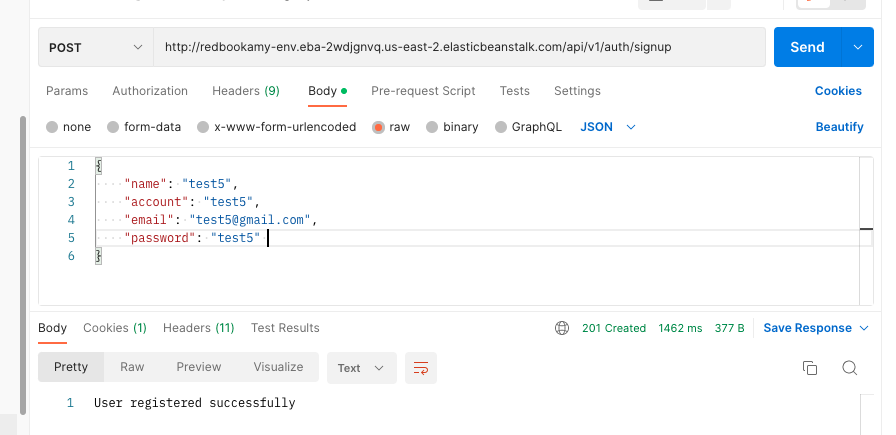 POST http://redbookamy-env.eba-2wdjgnvq.us-east-2.elasticbeanstalk.com/api/v1/auth/signup Send
Params Authorization Headers (9) Body Pre-request Script Tests Settings Cookies
none form-data x-www-form-urlencoded raw binary GraphQL JSON Beautify
1 {
2 "name": "test5",
3 "account": "test5",
4 "email": "test5@gmail.com",
5 "password": "test5"
6 }
Body Cookies (1) Headers (11) Test Results 201 Created 1462 ms 377 B Save Response
Pretty Raw Preview Visualize Text
1 User registered successfully